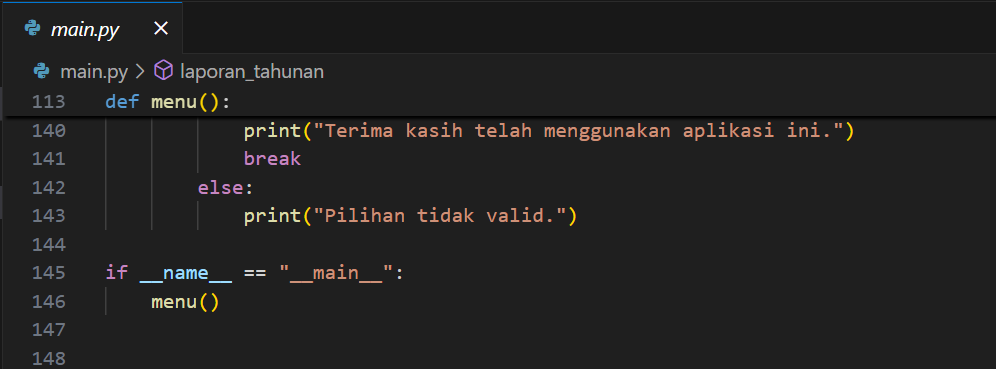 main.py
main.py > laporan_tahunan
113 def menu():
140 print("Terima kasih telah menggunakan aplikasi ini.")
141 break
142 else:
143 print("Pilihan tidak valid.")
144
145 if __name__ == "__main__":
146 menu()
147
148